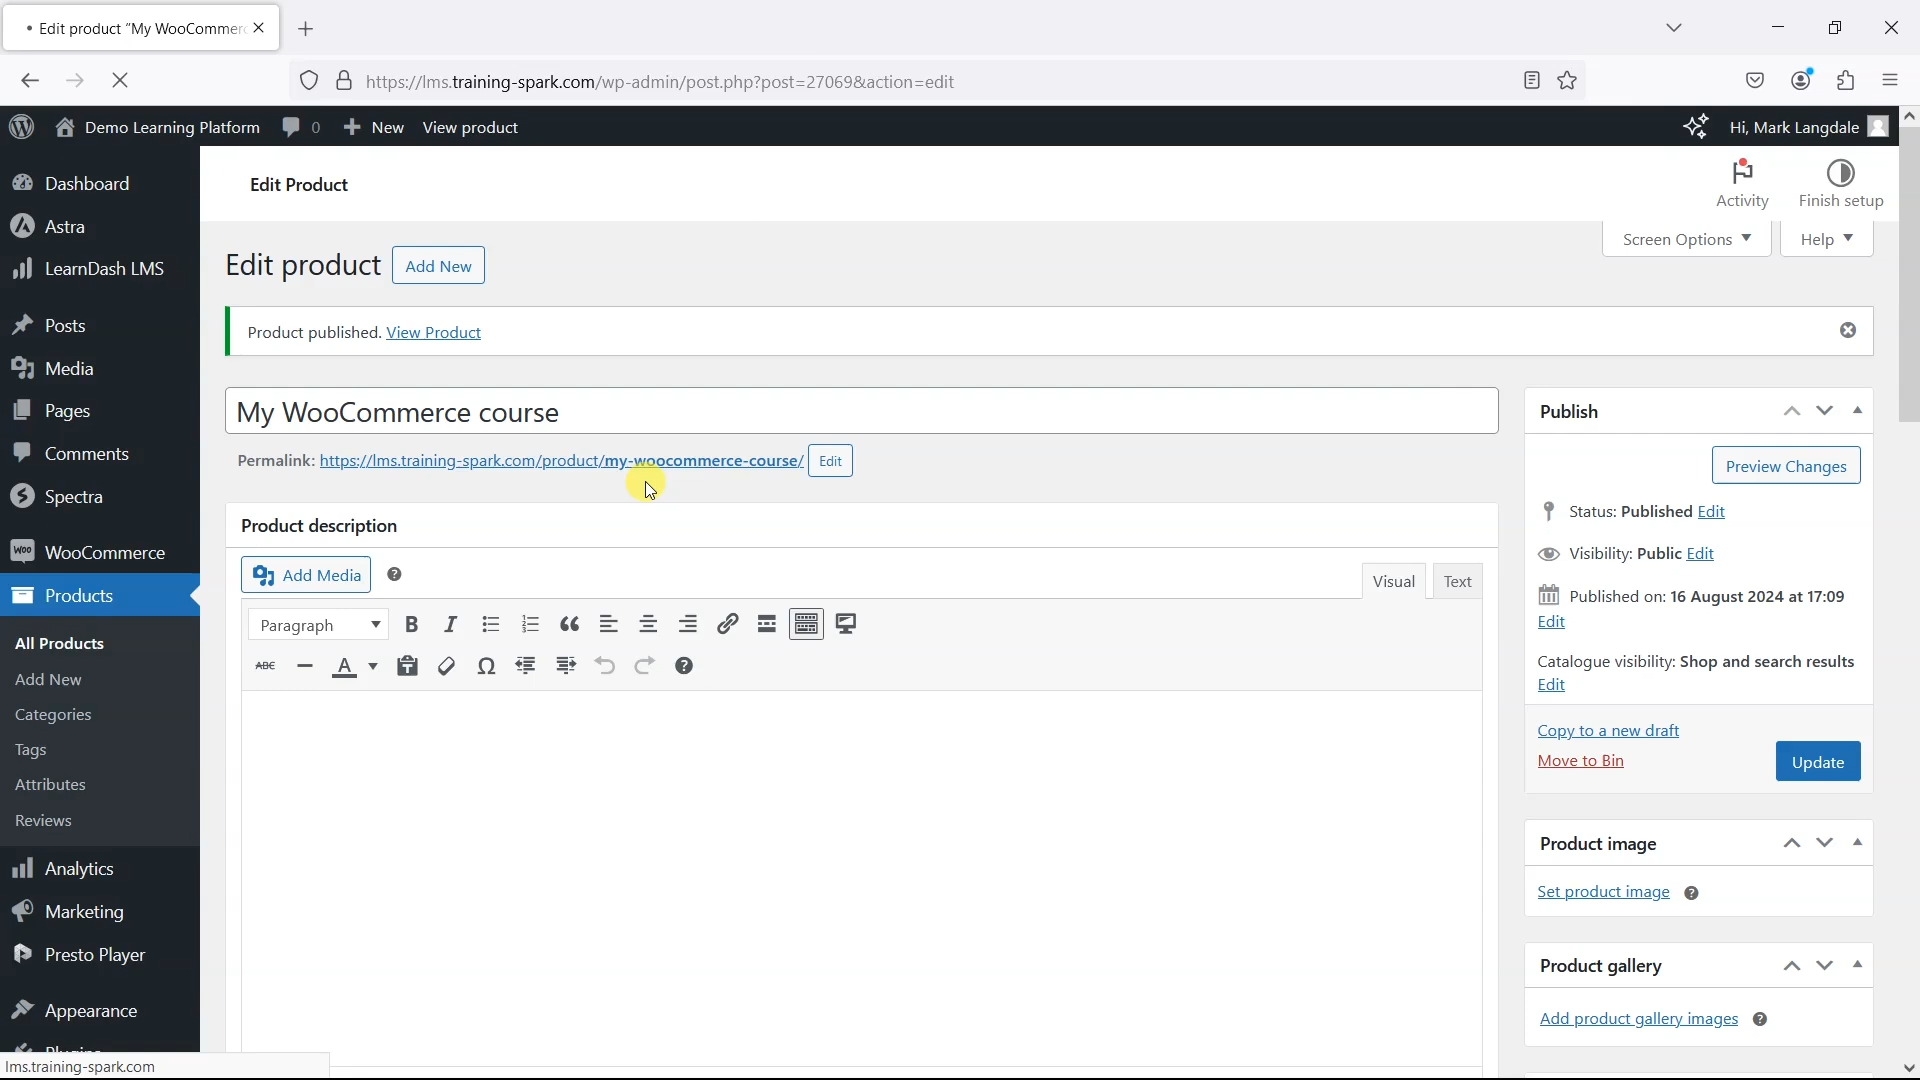 Edit product “My WooCommerc
https://lms.training-spark.com/wp-admin/post.php?post=27069&action=edit
Demo Learning Platform 0 New View product Hi, Mark Langdale
Dashboard
Astra
LearnDash LMS
Posts
Media
Pages
Comments
Spectra
WooCommerce
Products
All Products
Add New
Categories
Tags
Attributes
Reviews
Analytics
Marketing
Presto Player
Appearance
lms.training-spark.com
Edit Product
Activity
Finish setup
Screen Options
Help
Edit product Add New
Product published. View Product
My WooCommerce course
Permalink: https://lms.training-spark.com/product/my-woocommerce-course/ Edit
Product description
Add Media
Visual Text
Paragraph
ABC
Publish
Preview Changes
Status: Published Edit
Visibility: Public Edit
Published on: 16 August 2024 at 17:09
Edit
Catalogue visibility: Shop and search results
Edit
Copy to a new draft
Move to Bin
Update
Product image
Set product image
Product gallery
Add product gallery images